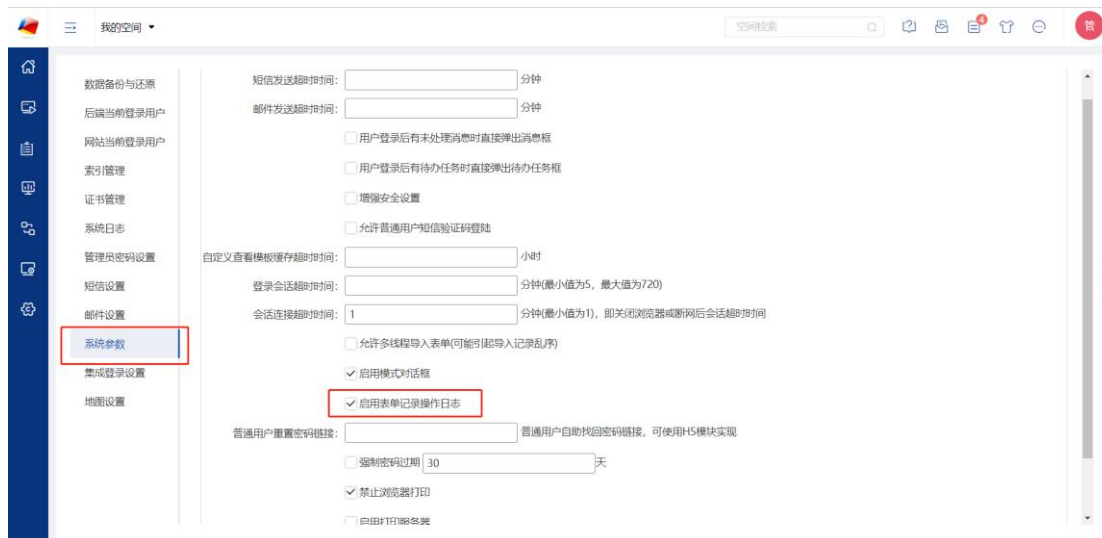 我的空间
空间检索
4
管
数据备份与还原
后端当前登录用户
网站当前登录用户
索引管理
证书管理
系统日志
管理员密码设置
短信设置
邮件设置
系统参数
集成登录设置
地图设置
短信发送超时时间： 分钟
邮件发送超时时间： 分钟
用户登录后有未处理消息时直接弹出消息框
用户登录后有待办任务时直接弹出待办任务框
增强安全设置
允许普通用户短信验证码登陆
自定义查看模板缓存超时时间： 小时
登录会话超时时间： 分钟(最小值为5，最大值为720)
会话连接超时时间： 1 分钟(最小值为1)，即关闭浏览器或断网后会话超时时间
允许多线程导入表单(可能引起导入记录乱序)
启用模式对话框
启用表单记录操作日志
普通用户重置密码链接： 普通用户自助找回密码链接，可使用H5模块实现
强制密码过期 30 天
禁止浏览器打印
启用打印服务器